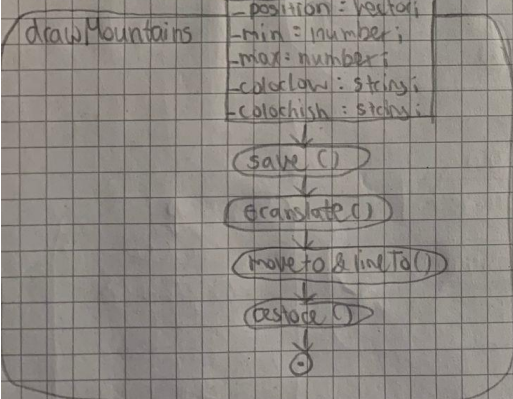 drawMountains
-position: vector;
-min: number;
-max: number;
-colorlow: string;
-colorhigh: string;
save ()
translate()
moveto & lineTo()
restore ()